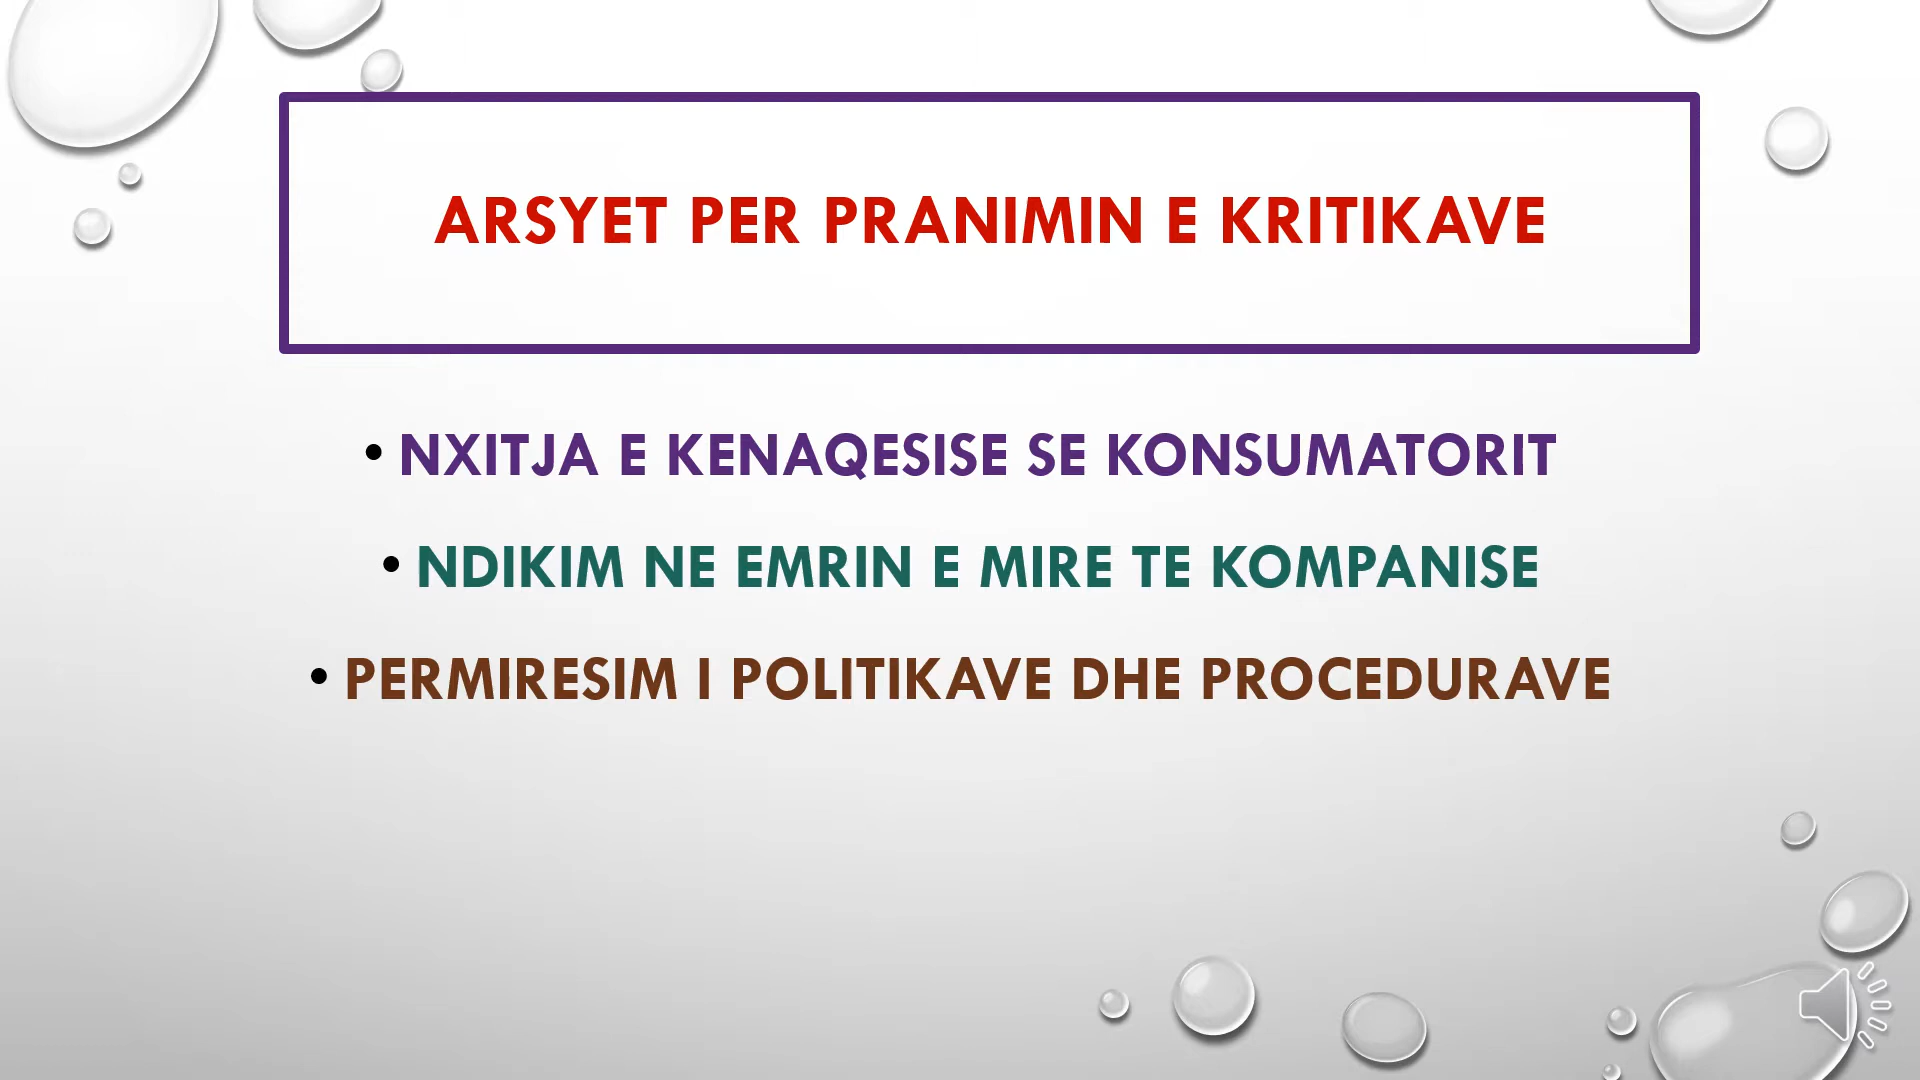 ARSYET PER PRANIMIN E KRITIKAVE
• NXITJA E KENAQESISE SE KONSUMATORIT
• NDIKIM NE EMRIN E MIRE TE KOMPANISE
• PERMIRESIM I POLITIKAVE DHE PROCEDURAVE